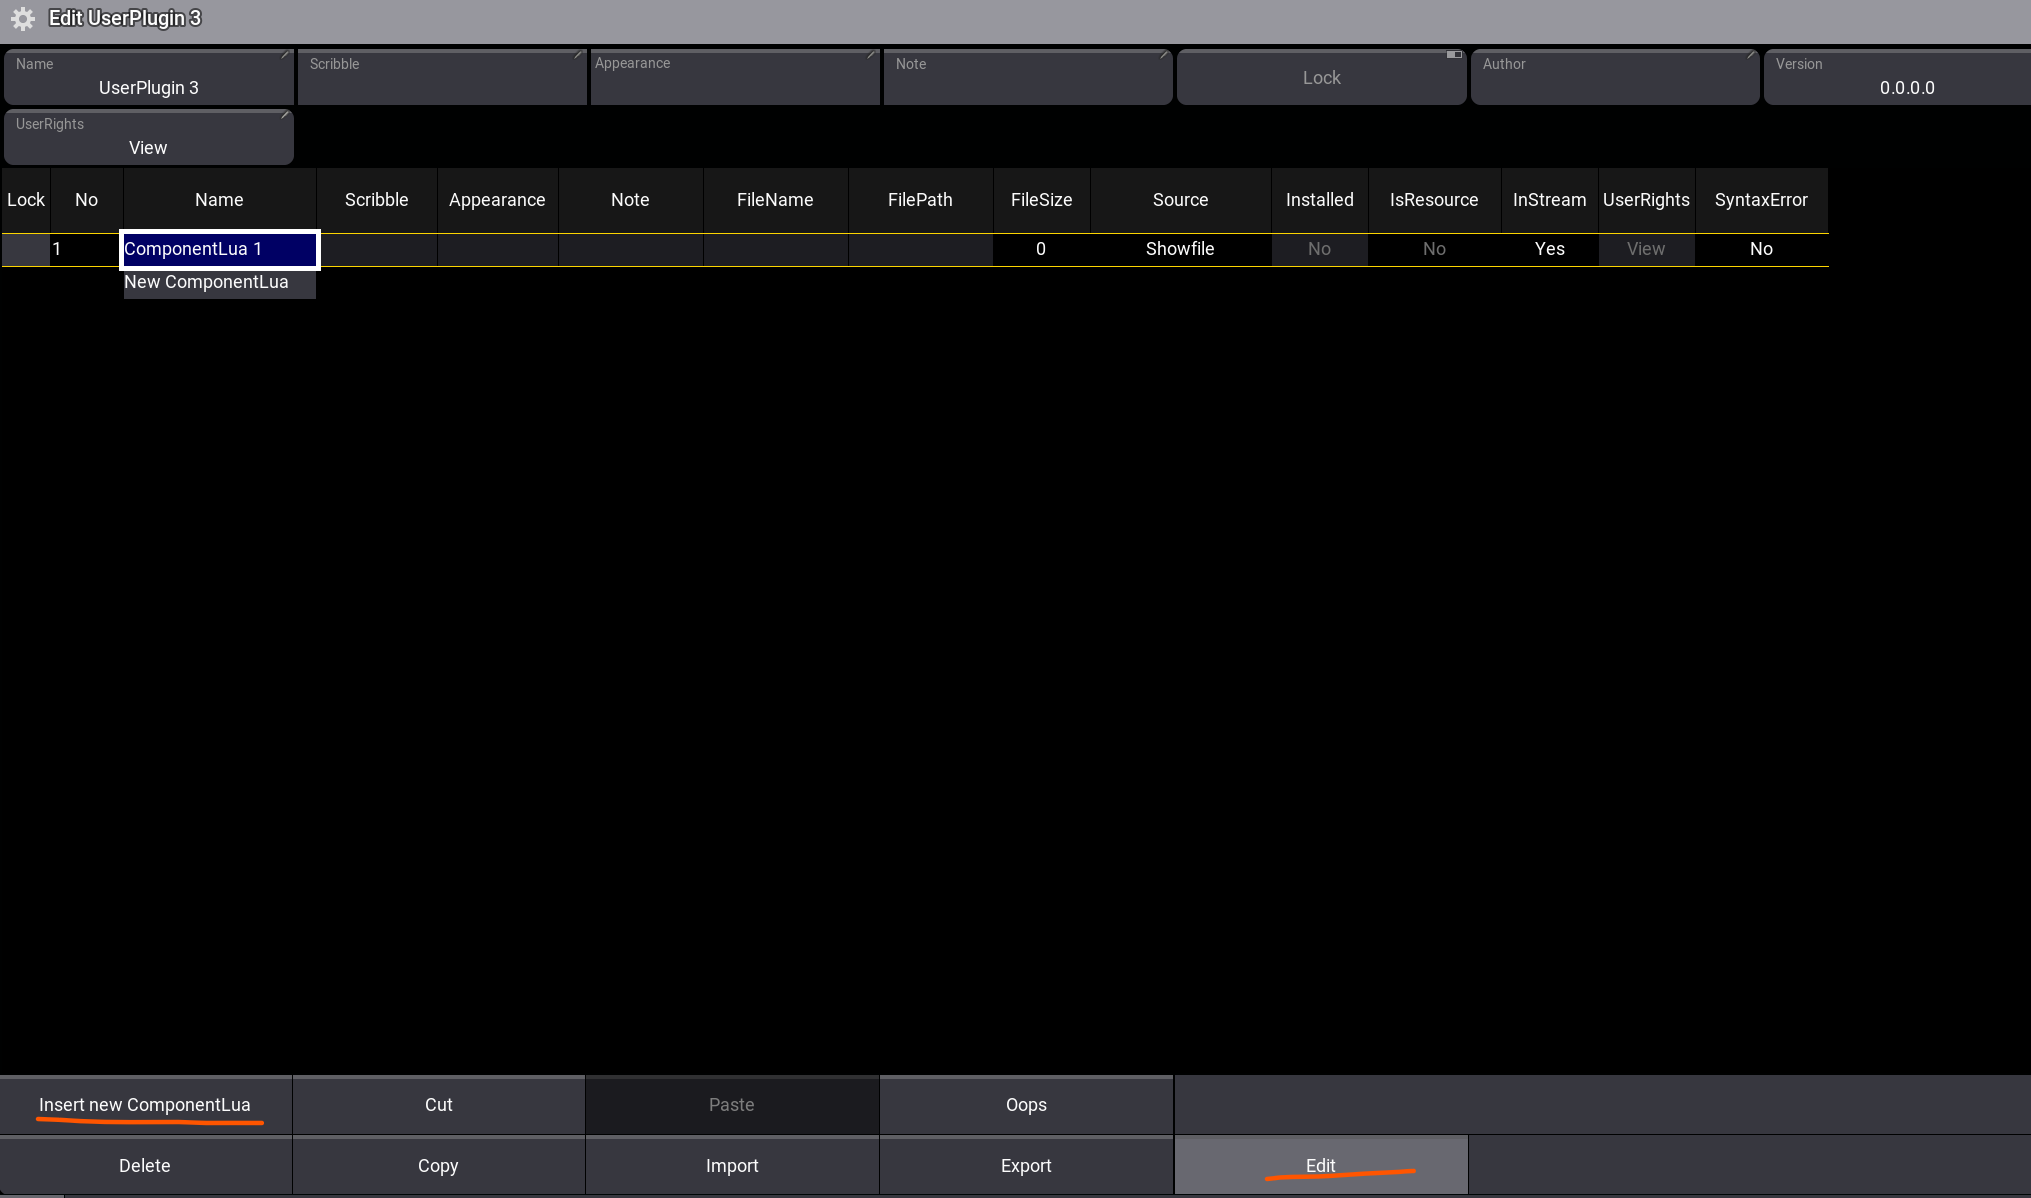 Edit UserPlugin 3
Name Scribble Appearance Note Lock Author Version
UserPlugin 3 0.0.0.0
UserRights
View
Lock No Name Scribble Appearance Note FileName FilePath FileSize Source Installed IsResource InStream UserRights SyntaxError
1 ComponentLua 1 0 Showfile No No Yes View No
New ComponentLua
Insert new ComponentLua Cut Paste Oops
Delete Copy Import Export Edit